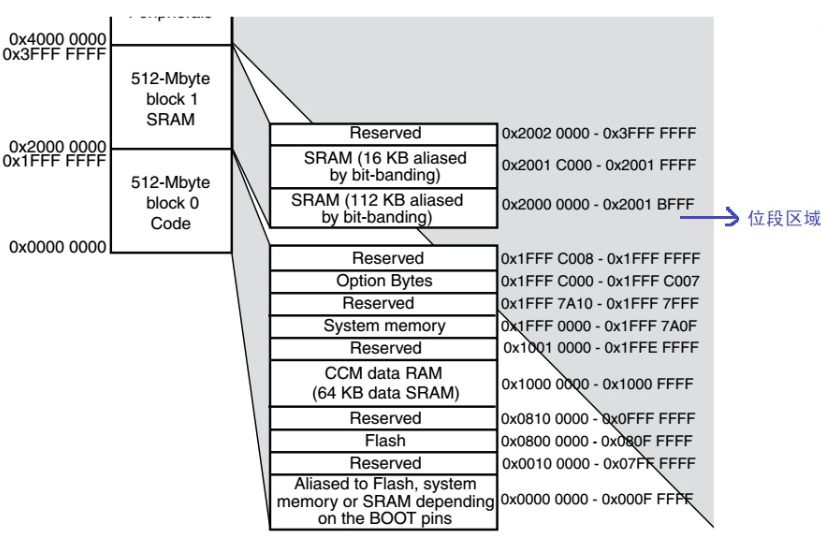 Peripherals
0x4000 0000
0x3FFF FFFF
512-Mbyte
block 1
SRAM
0x2000 0000
0x1FFF FFFF
512-Mbyte
block 0
Code
0x0000 0000
Reserved 0x2002 0000 - 0x3FFF FFFF
SRAM (16 KB aliased
by bit-banding)
0x2001 C000 - 0x2001 FFFF
SRAM (112 KB aliased
by bit-banding)
0x2000 0000 - 0x2001 BFFF
位段区域
Reserved 0x1FFF C008 - 0x1FFF FFFF
Option Bytes 0x1FFF C000 - 0x1FFF C007
Reserved 0x1FFF 7A10 - 0x1FFF 7FFF
System memory 0x1FFF 0000 - 0x1FFF 7A0F
Reserved 0x1001 0000 - 0x1FFE FFFF
CCM data RAM
(64 KB data SRAM)
0x1000 0000 - 0x1000 FFFF
Reserved 0x0810 0000 - 0x0FFF FFFF
Flash 0x0800 0000 - 0x080F FFFF
Reserved 0x0010 0000 - 0x07FF FFFF
Aliased to Flash, system
memory or SRAM depending
on the BOOT pins
0x0000 0000 - 0x000F FFFF